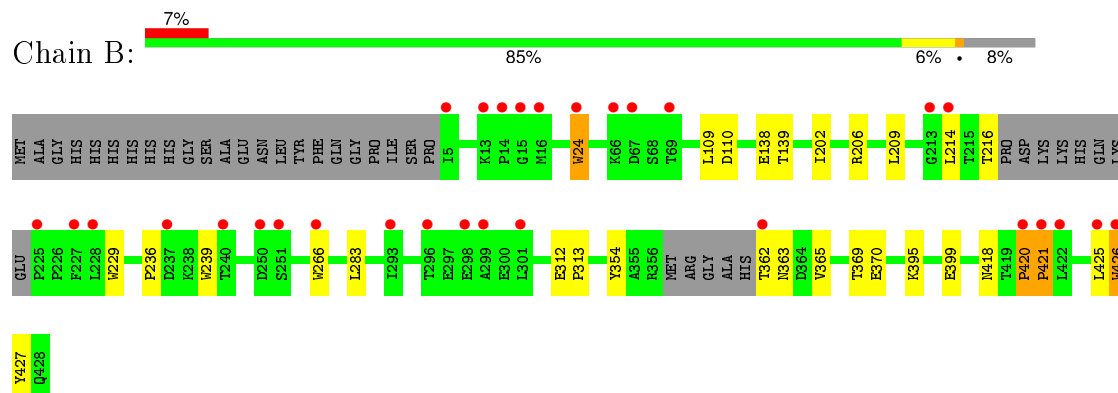 7%
Chain B:
85% 6% • 8%
MET ALA GLY HIS HIS HIS HIS HIS HIS GLY SER ALA GLU ASN LEU TYR PHE GLN GLY PRO ILE SER PRO I5 K13 P14 G15 M16 W24 K66 D67 S68 T69 L109 D110 E138 T139 I202 R206 L209 G213 L214 T215 T216 PRO ASP LYS LYS HIS GLN LYS
GLU P225 P226 F227 L228 W229 P236 D237 K238 W239 T240 D250 S251 W266 L283 I293 T296 E297 E298 A299 E300 L301 E312 P313 Y354 A355 R356 MET ARG GLY ALA HIS T362 N363 D364 V365 T369 E370 K395 E399 N418 T419 P420 P421 L422 L425 W426
Y427 Q428